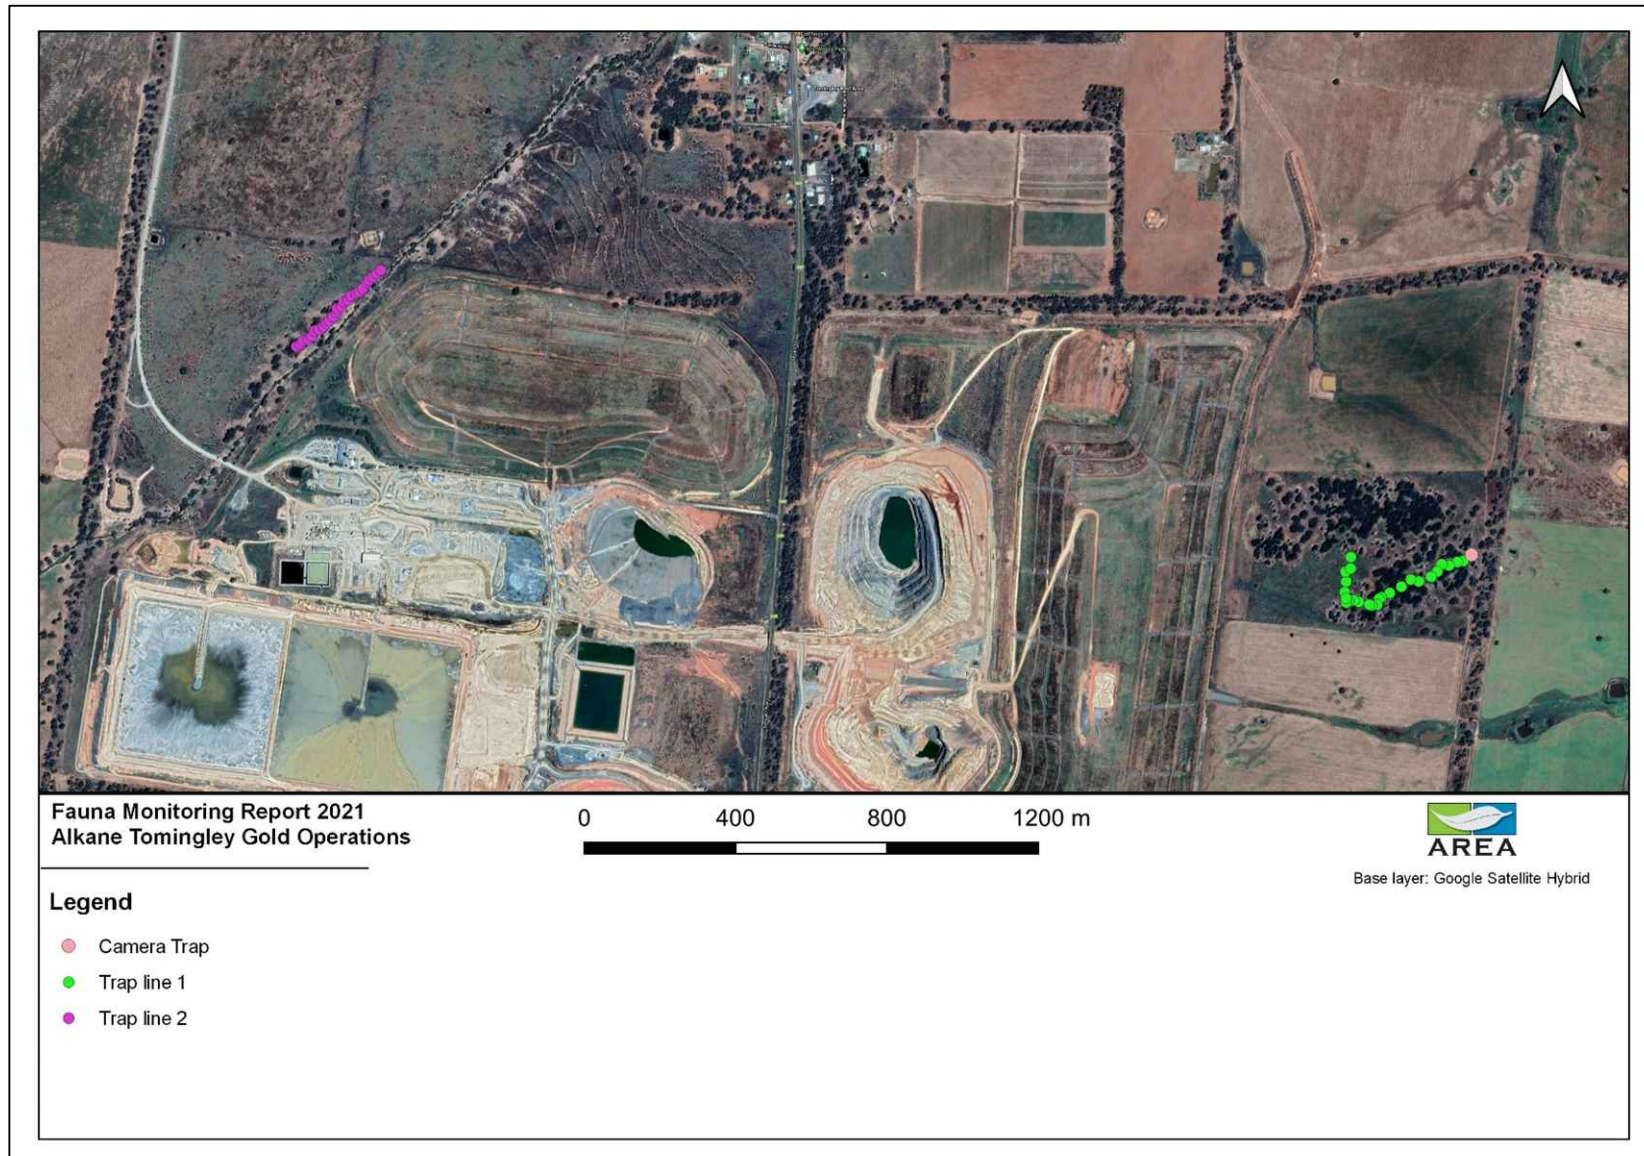 Fauna Monitoring Report 2021
Alkane Tomingley Gold Operations
0 400 800 1200 m
AREA
Base layer: Google Satellite Hybrid
Legend
Camera Trap
Trap line 1
Trap line 2